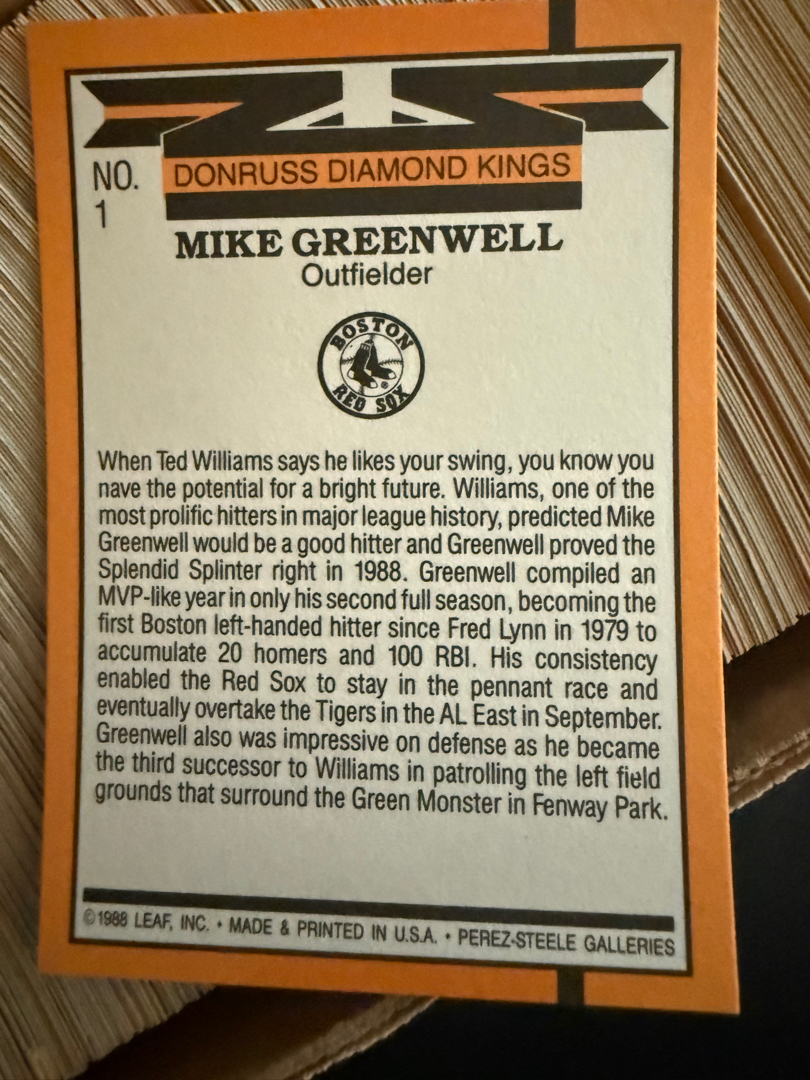 NO.
1
DONRUSS DIAMOND KINGS
MIKE GREENWELL
Outfielder
BOSTON
RED SOX
®
When Ted Williams says he likes your swing, you know you
nave the potential for a bright future. Williams, one of the
most prolific hitters in major league history, predicted Mike
Greenwell would be a good hitter and Greenwell proved the
Splendid Splinter right in 1988. Greenwell compiled an
MVP-like year in only his second full season, becoming the
first Boston left-handed hitter since Fred Lynn in 1979 to
accumulate 20 homers and 100 RBI. His consistency
enabled the Red Sox to stay in the pennant race and
eventually overtake the Tigers in the AL East in September.
Greenwell also was impressive on defense as he became
the third successor to Williams in patrolling the left field
grounds that surround the Green Monster in Fenway Park.
©1988 LEAF, INC. • MADE & PRINTED IN U.S.A. • PEREZ-STEELE GALLERIES